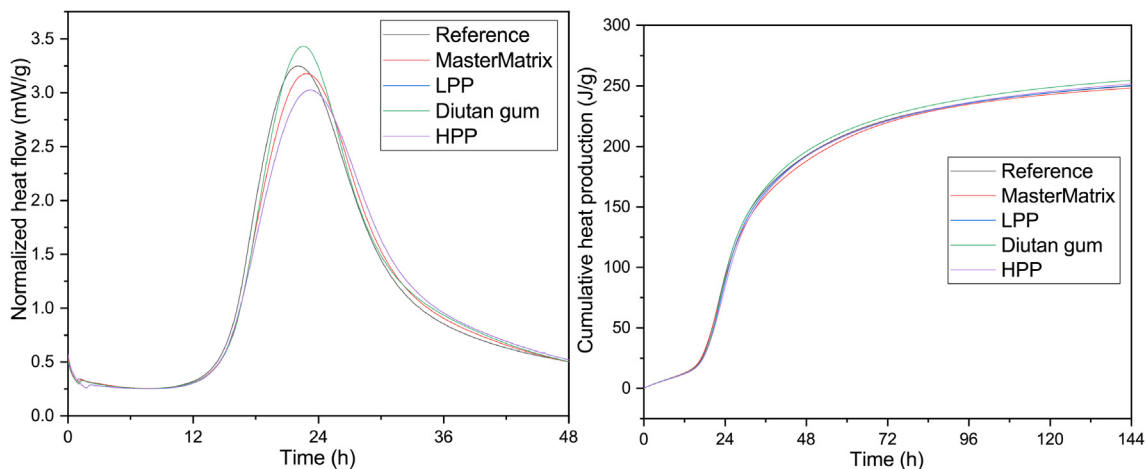 3.5
3.0
2.5
2.0
1.5
1.0
0.5
0.0
Normalized heat flow (mW/g)
Reference
MasterMatrix
LPP
Diutan gum
HPP
0 12 24 36 48
Time (h)
300
250
200
150
100
50
0
Cumulative heat production (J/g)
Reference
MasterMatrix
LPP
Diutan gum
HPP
0 24 48 72 96 120 144
Time (h)